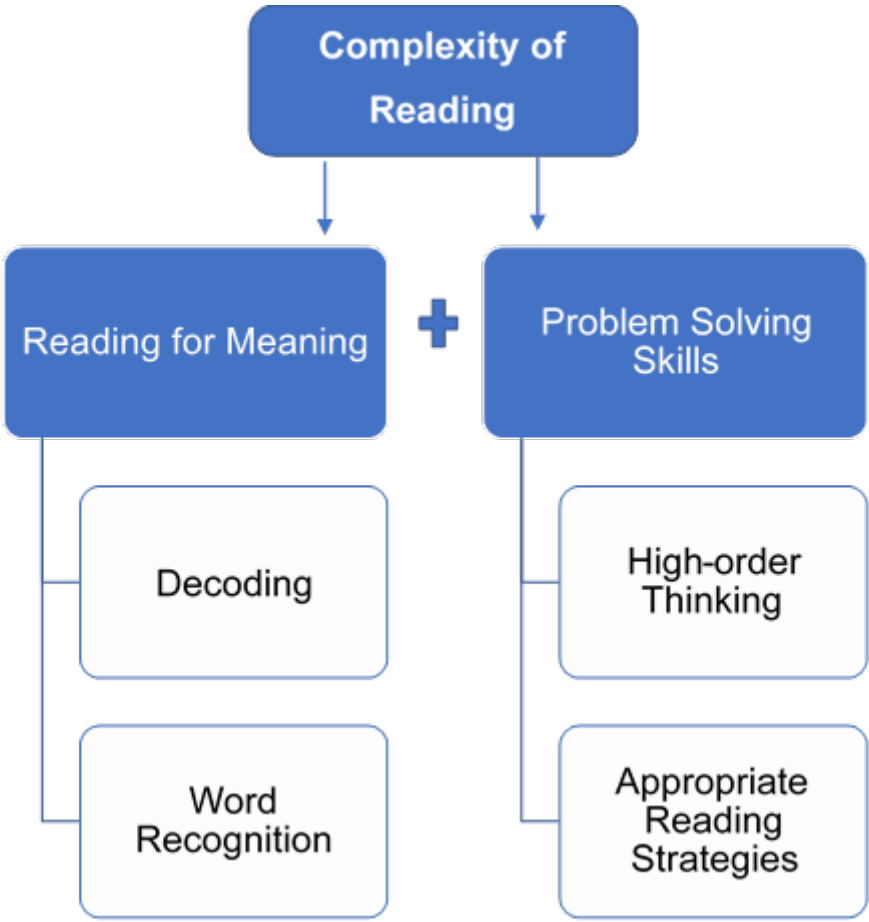 Complexity of
Reading
Reading for Meaning
Problem Solving
Skills
Decoding
Word
Recognition
High-order
Thinking
Appropriate
Reading
Strategies